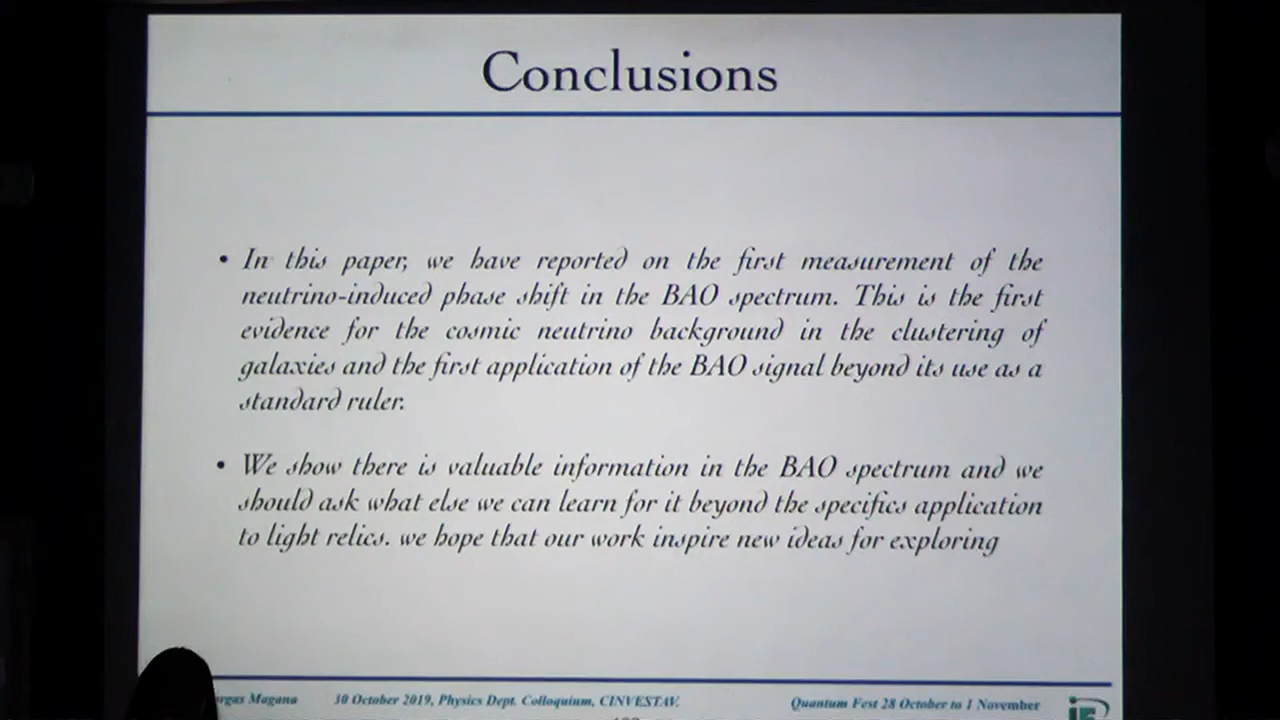 Conclusions
• In this paper, we have reported on the first measurement of the
neutrino-induced phase shift in the BAO spectrum. This is the first
evidence for the cosmic neutrino background in the clustering of
galaxies and the first application of the BAO signal beyond its use as a
standard ruler.
• We show there is valuable information in the BAO spectrum and we
should ask what else we can learn for it beyond the specifics application
to light relics. we hope that our work inspire new ideas for exploring
Magana 30 October 2019, Physics Dept. Colloquium, CINVESTAV. Quantum Fest 28 October to 1 November